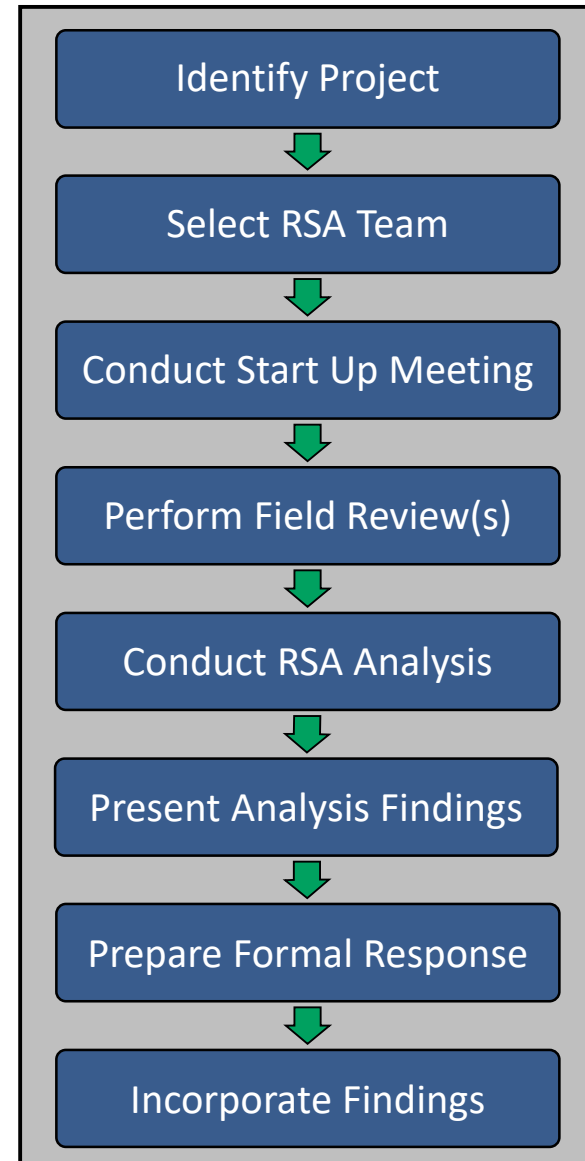 Identify Project
Select RSA Team
Conduct Start Up Meeting
Perform Field Review(s)
Conduct RSA Analysis
Present Analysis Findings
Prepare Formal Response
Incorporate Findings